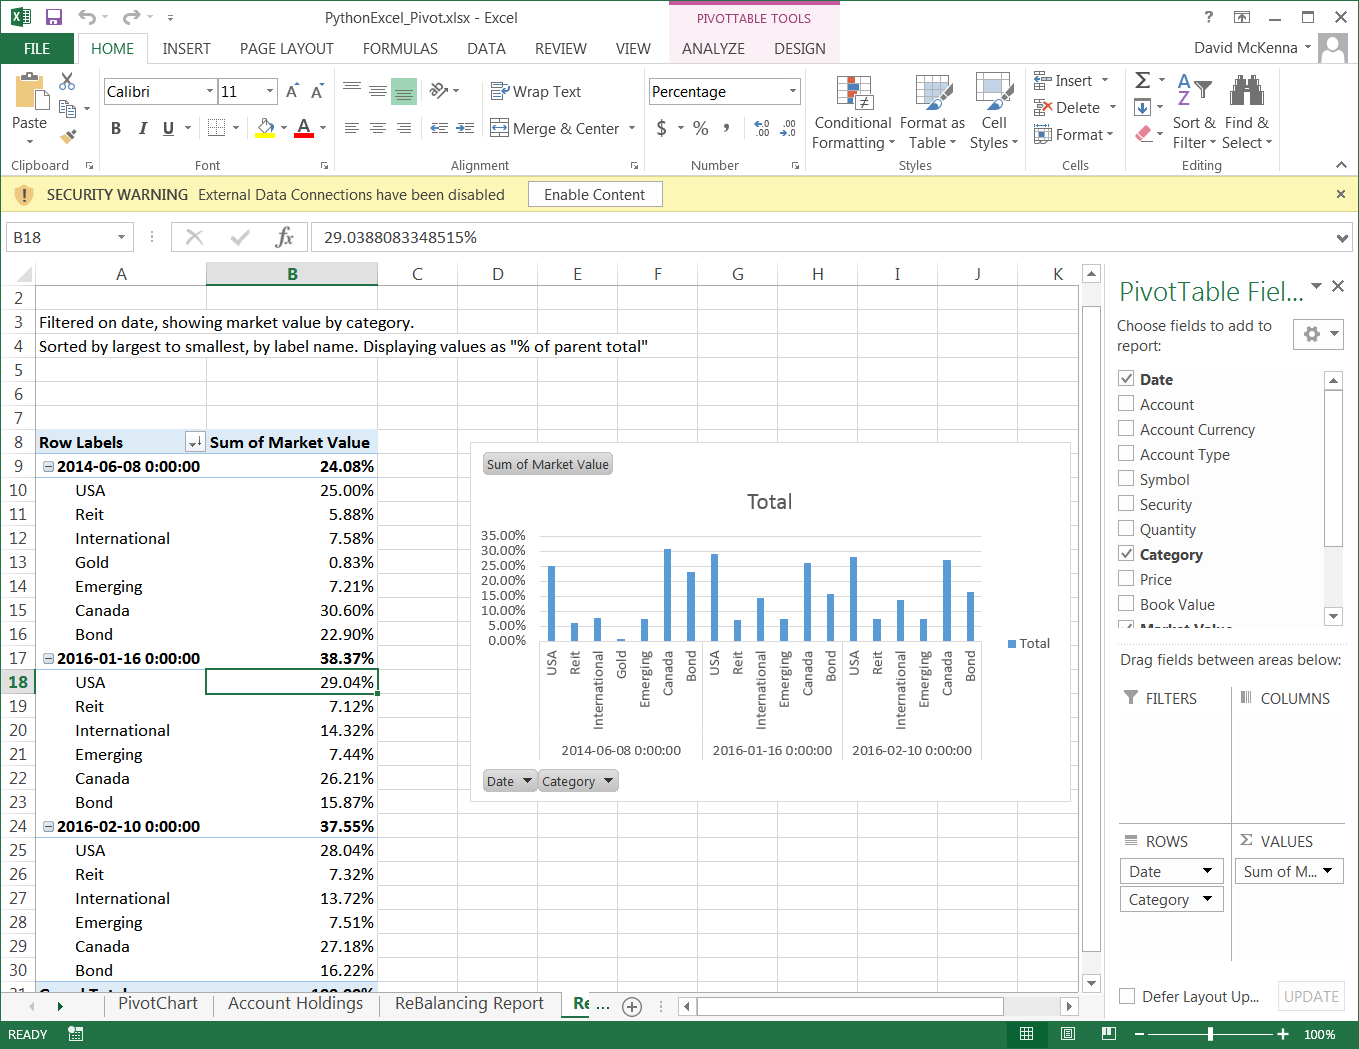 PythonExcel_Pivot.xlsx - Excel
PIVOTTABLE TOOLS
?
FILE HOME INSERT PAGE LAYOUT FORMULAS DATA REVIEW VIEW ANALYZE DESIGN David McKenna
Paste
Clipboard
Calibri 11
B I U A
Font
Wrap Text
Merge & Center
Alignment
Percentage
$ % , .00 .0
Number
Conditional Formatting
Format as Table
Cell Styles
Styles
Insert
Delete
Format
Cells
Σ
Sort & Filter
Find & Select
Editing
SECURITY WARNING External Data Connections have been disabled Enable Content
B18 fx 29.0388083348515%
A B C D E F G H I J K
2
3 Filtered on date, showing market value by category.
4 Sorted by largest to smallest, by label name. Displaying values as "% of parent total"
5
6
7
8 Row Labels Sum of Market Value
9 2014-06-08 0:00:00 24.08%
10 USA 25.00%
11 Reit 5.88%
12 International 7.58%
13 Gold 0.83%
14 Emerging 7.21%
15 Canada 30.60%
16 Bond 22.90%
17 2016-01-16 0:00:00 38.37%
18 USA 29.04%
19 Reit 7.12%
20 International 14.32%
21 Emerging 7.44%
22 Canada 26.21%
23 Bond 15.87%
24 2016-02-10 0:00:00 37.55%
25 USA 28.04%
26 Reit 7.32%
27 International 13.72%
28 Emerging 7.51%
29 Canada 27.18%
30 Bond 16.22%
Sum of Market Value
Total
35.00%
30.00%
25.00%
20.00%
15.00%
10.00%
5.00%
0.00%
USA Reit International Gold Emerging Canada Bond USA Reit International Emerging Canada Bond USA Reit International Emerging Canada Bond
2014-06-08 0:00:00 2016-01-16 0:00:00 2016-02-10 0:00:00
Total
Date Category
PivotTable Fiel...
Choose fields to add to
report:
Date
Account
Account Currency
Account Type
Symbol
Security
Quantity
Category
Price
Book Value
Market Value
Drag fields between areas below:
FILTERS COLUMNS
ROWS Σ VALUES
Date Sum of M...
Category
Defer Layout Up... UPDATE
PivotChart Account Holdings ReBalancing Report Re ...
READY 100%